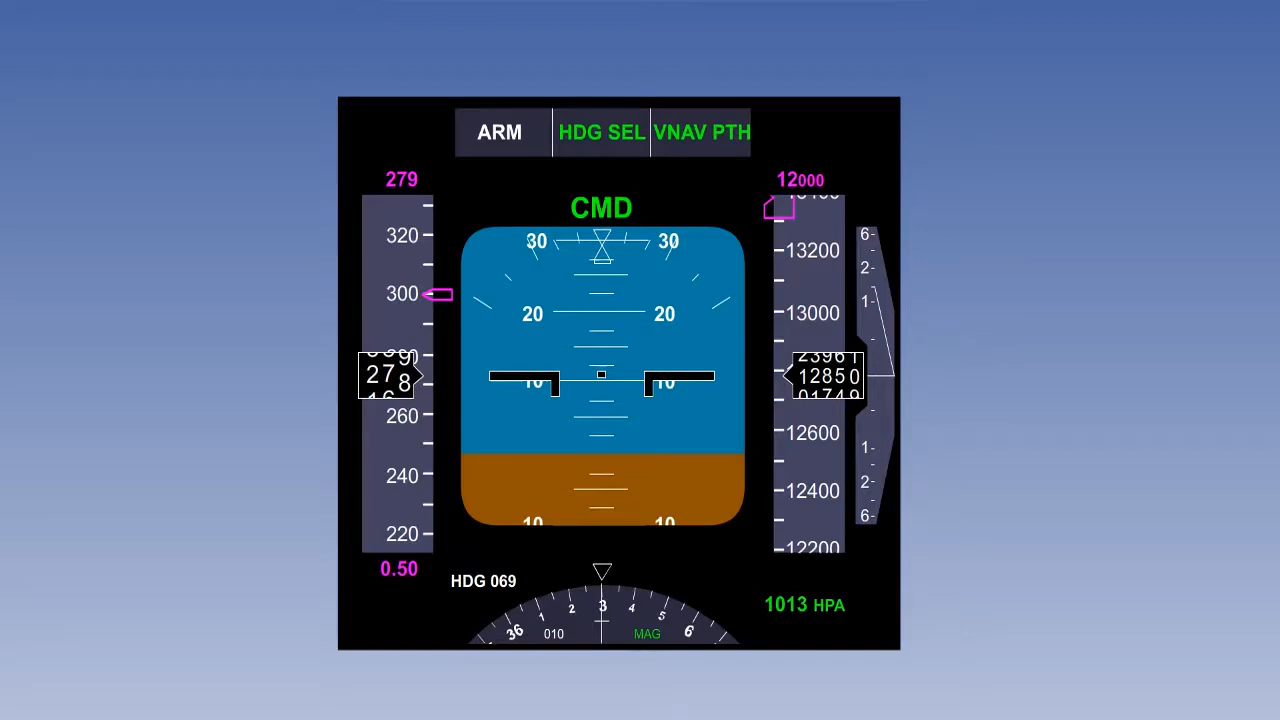 ARM HDG SEL VNAV PTH
279 12000
CMD
30 30
320 13200 6
2
300 20 20 13000 1
27 8 10 10 12850
260 12600
1
240 12400 2
6
220 10 10 12200
0.50
HDG 069
1013 HPA
36 1 2 3 4 5 6
010 MAG